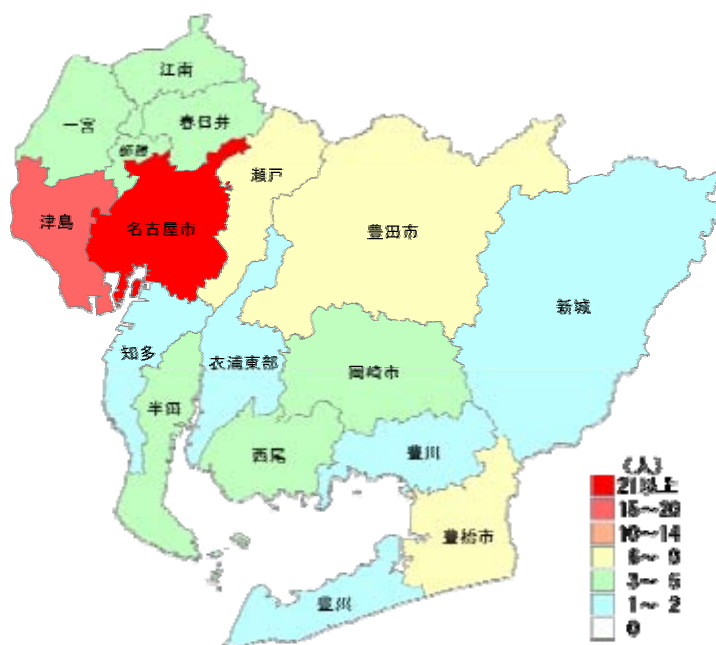 江南
一宮
春日井
師勝
瀬戸
津島
名古屋市
豊田市
新城
知多
衣浦東部
岡崎市
半田
西尾
豊川
豊橋市
豊川
(人)
21以上
15〜20
10〜14
6〜9
3〜5
1〜2
0